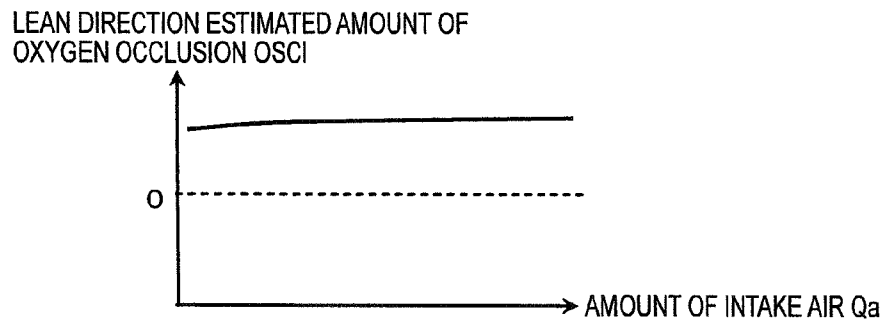 LEAN DIRECTION ESTIMATED AMOUNT OF
OXYGEN OCCLUSION OSCI
O
AMOUNT OF INTAKE AIR Qa